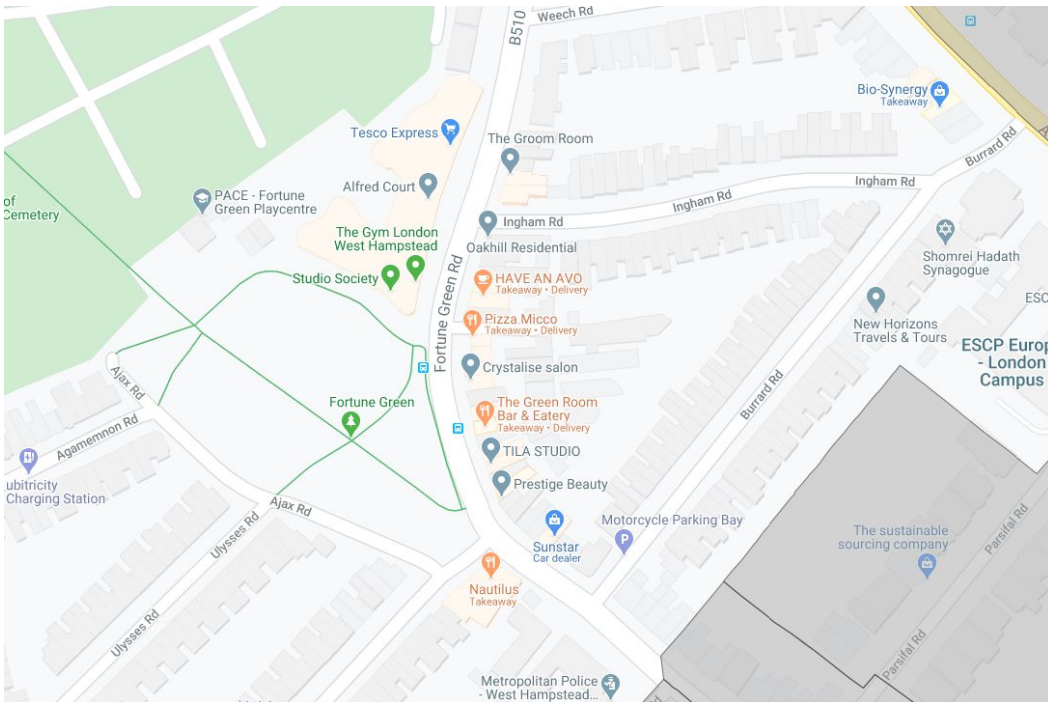 Weech Rd
B510
Bio-Synergy
Takeaway
Tesco Express
The Groom Room
Burrard Rd
Alfred Court
Ingham Rd
Ingham Rd
PACE - Fortune
Green Playcentre
of
Cemetery
Ingham Rd
The Gym London
West Hampstead
Oakhill Residential
Shomrei Hadath
Synagogue
Studio Society
HAVE AN AVO
Takeaway • Delivery
Fortune Green Rd
ESC
Pizza Micco
Takeaway • Delivery
New Horizons
Travels & Tours
ESCP Europ
- London
Campus
Crystalise salon
Ajax Rd
Fortune Green
The Green Room
Bar & Eatery
Takeaway • Delivery
Burrard Rd
Agamemnon Rd
TILA STUDIO
ubitricity
Charging Station
Prestige Beauty
Ajax Rd
Ulysses Rd
Motorcycle Parking Bay
P
Sunstar
Car dealer
The sustainable
sourcing company
Parsifal Rd
Nautilus
Takeaway
Ulysses Rd
Parsifal Rd
Metropolitan Police
- West Hampstead...